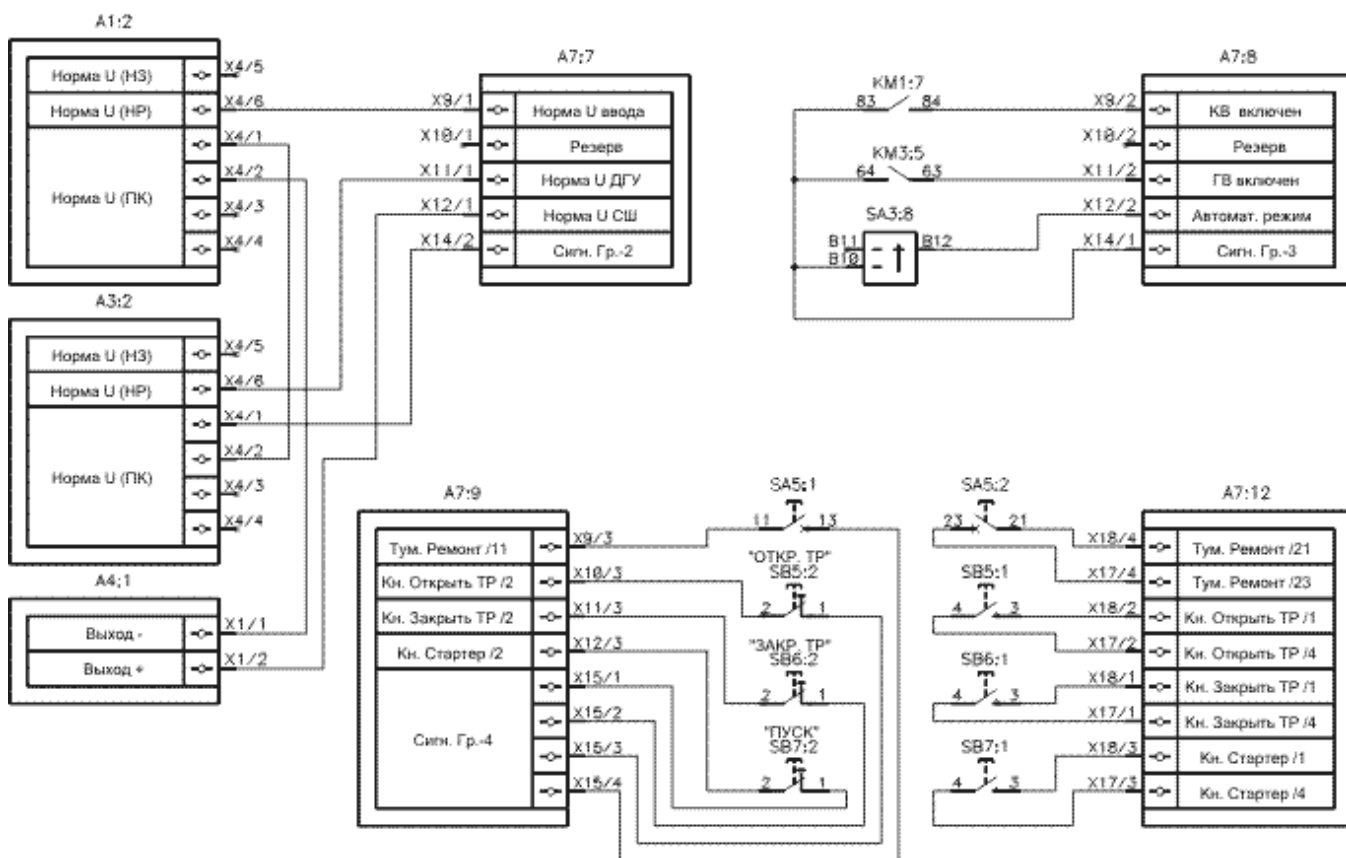 A1:2
Норма U (НЗ)
X4/5
Норма U (НР)
X4/6
Норма U (ПК)
X4/1
X4/2
X4/3
X4/4
A3:2
Норма U (НЗ)
X4/5
Норма U (НР)
X4/6
Норма U (ПК)
X4/1
X4/2
X4/3
X4/4
A4:1
Выход -
X1/1
Выход +
X1/2
A7:7
X9/1
Норма U ввода
X10/1
Резерв
X11/1
Норма U ДГУ
X12/1
Норма U СШ
X14/2
Сигн. Гр.-2
KM1:7
83
84
KM3:5
64
63
SA3:8
B11
B10
B12
A7:8
X9/2
КВ включен
X10/2
Резерв
X11/2
ГВ включен
X12/2
Автомат. режим
X14/1
Сигн. Гр.-3
A7:9
Тум. Ремонт /11
X9/3
Кн. Открыть ТР /2
X10/3
Кн. Закрыть ТР /2
X11/3
Кн. Стартер /2
X12/3
Сигн. Гр.-4
X15/1
X15/2
X15/3
X15/4
SA5:1
11
13
"ОТКР. ТР"
SB5:2
2
1
"ЗАКР. ТР"
SB6:2
2
1
"ПУСК"
SB7:2
2
1
SA5:2
23
21
SB5:1
4
3
SB6:1
4
3
SB7:1
4
3
A7:12
X18/4
Тум. Ремонт /21
X17/4
Тум. Ремонт /23
X18/2
Кн. Открыть ТР /1
X17/2
Кн. Открыть ТР /4
X18/1
Кн. Закрыть ТР /1
X17/1
Кн. Закрыть ТР /4
X18/3
Кн. Стартер /1
X17/3
Кн. Стартер /4